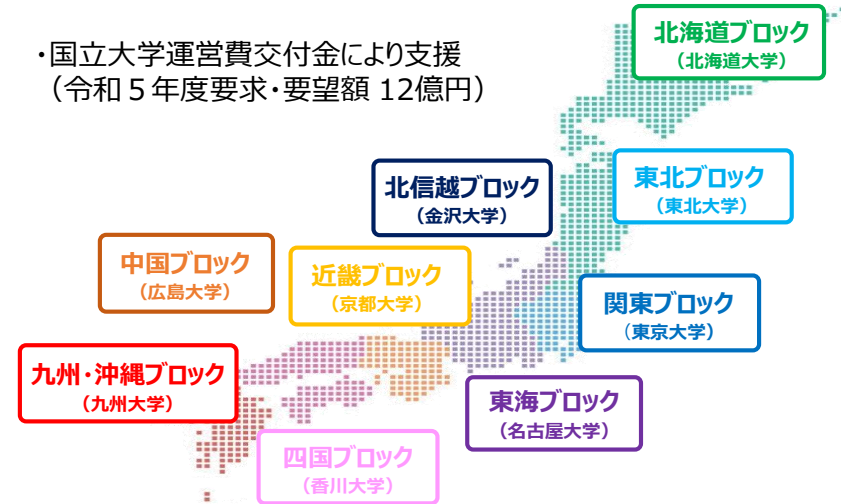 ・国立大学運営費交付金により支援
（令和５年度要求・要望額 12億円）
北海道ブロック
（北海道大学）
北信越ブロック
（金沢大学）
東北ブロック
（東北大学）
中国ブロック
（広島大学）
近畿ブロック
（京都大学）
関東ブロック
（東京大学）
九州・沖縄ブロック
（九州大学）
東海ブロック
（名古屋大学）
四国ブロック
（香川大学）